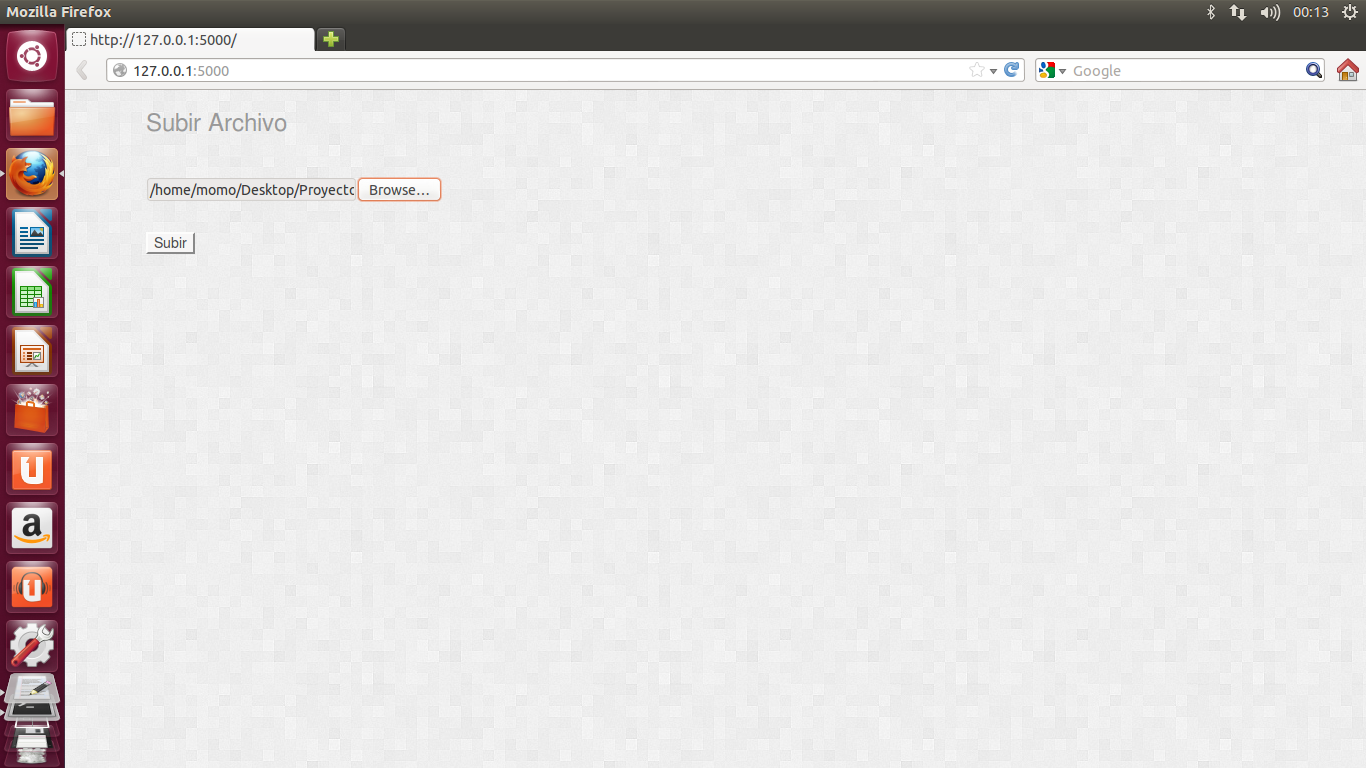 Mozilla Firefox
00:13
http://127.0.0.1:5000/
127.0.0.1:5000
Google
Subir Archivo
/home/momo/Desktop/Proyecto
Browse...
Subir